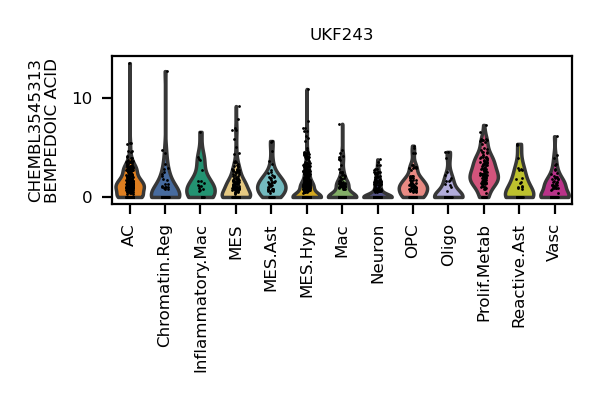 UKF243
CHEMBL3545313
BEMPEDOIC ACID
10
0
AC
Chromatin.Reg
Inflammatory.Mac
MES
MES.Ast
MES.Hyp
Mac
Neuron
OPC
Oligo
Prolif.Metab
Reactive.Ast
Vasc